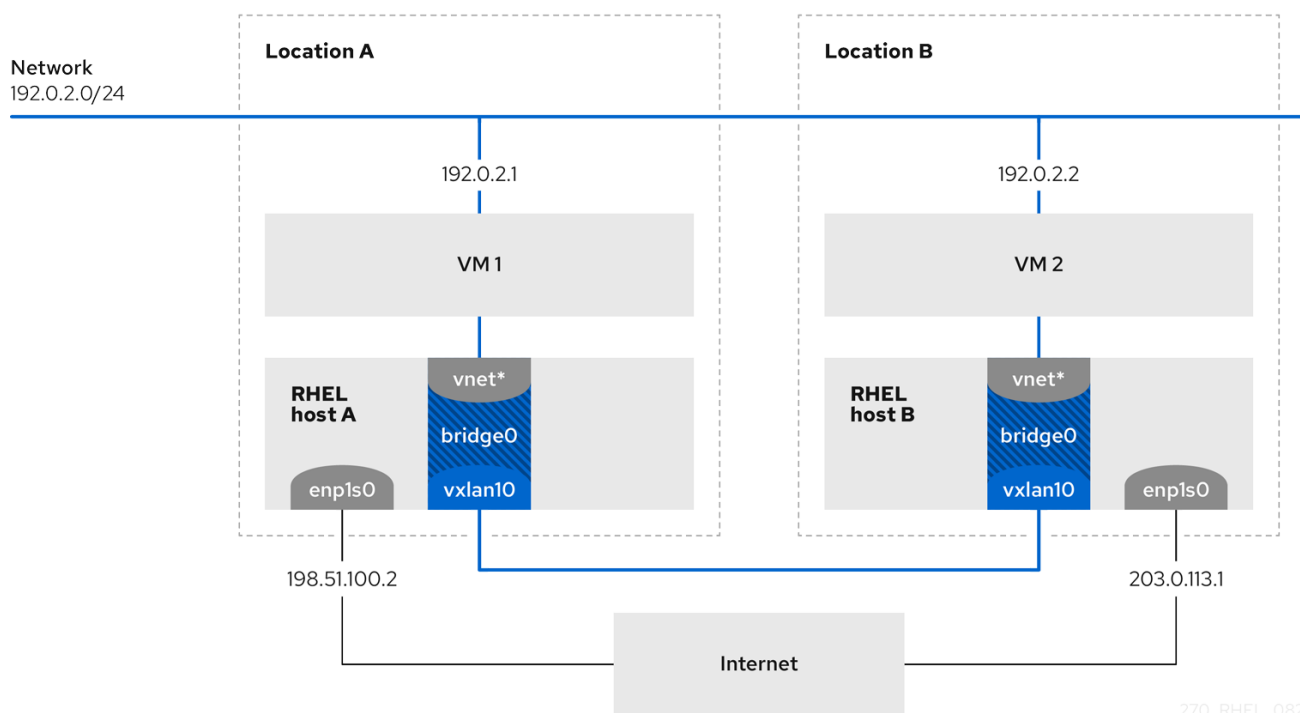 Location A
Location B
Network
192.0.2.0/24
192.0.2.1
192.0.2.2
VM 1
VM 2
RHEL
host A
vnet*
bridge0
enp1s0
vxlan10
RHEL
host B
vnet*
bridge0
vxlan10
enp1s0
198.51.100.2
203.0.113.1
Internet